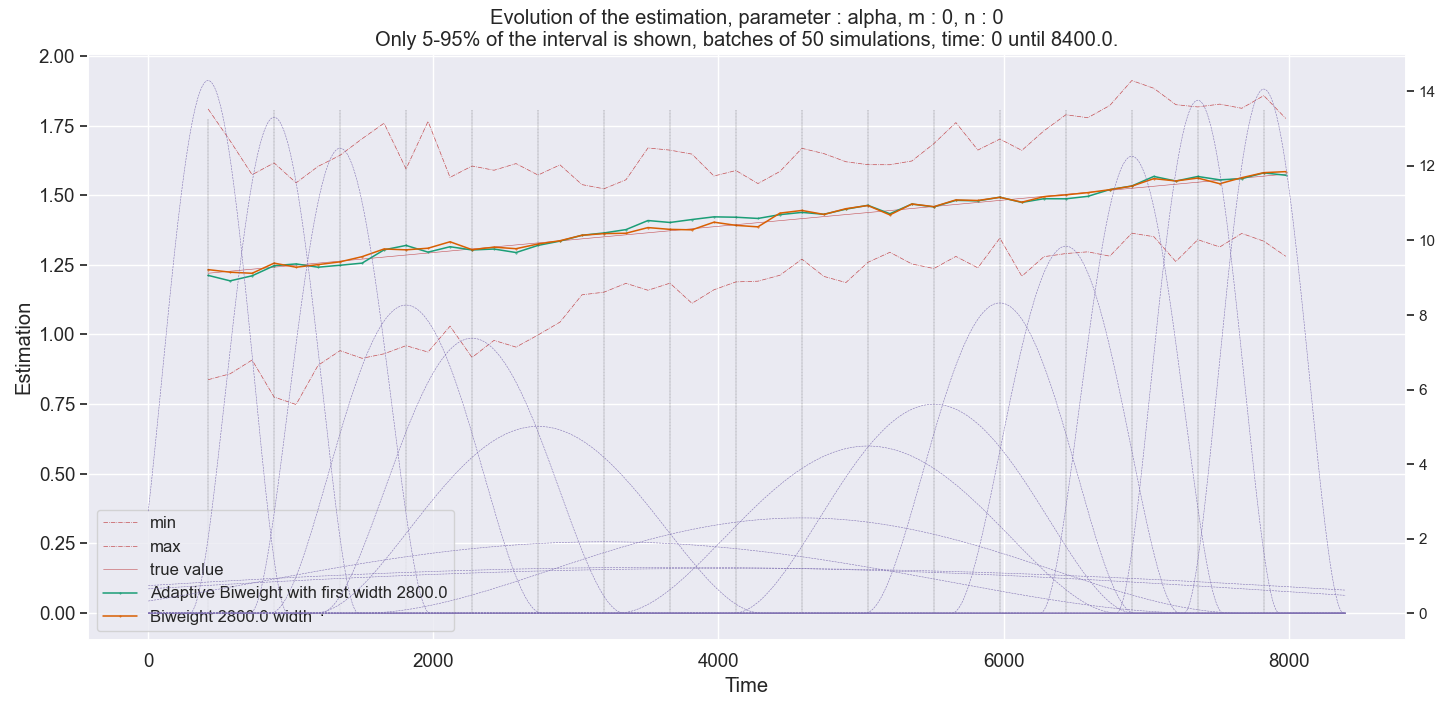 Evolution of the estimation, parameter : alpha, m : 0, n : 0
Only 5-95% of the interval is shown, batches of 50 simulations, time: 0 until 8400.0.
2.00
1.75
1.50
1.25
1.00
0.75
0.50
0.25
0.00
Estimation
14
12
10
8
6
4
2
0
min
max
true value
Adaptive Biweight with first width 2800.0
Biweight 2800.0 width
0
2000
4000
6000
8000
Time